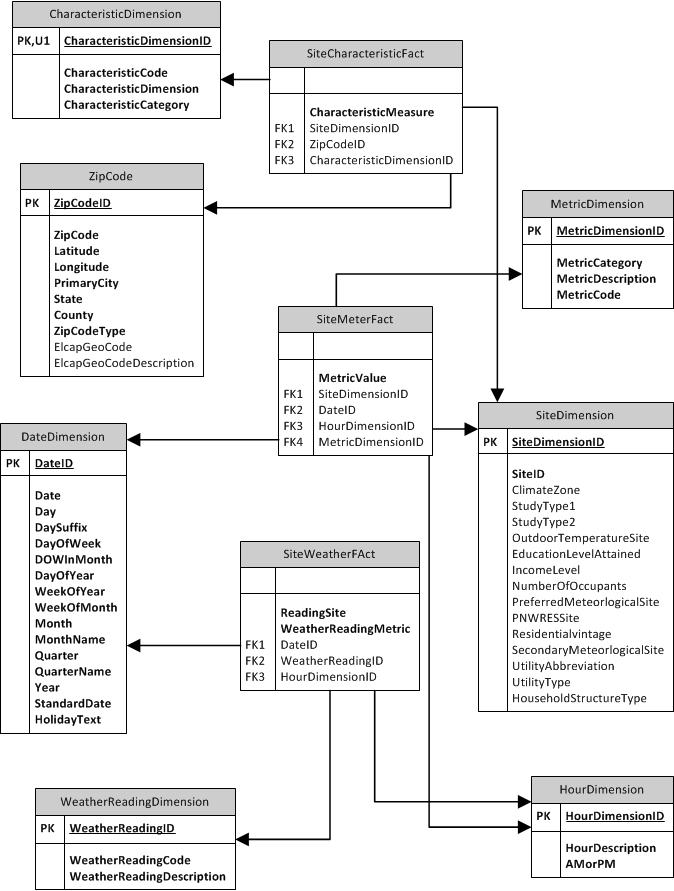 CharacteristicDimension
PK,U1 CharacteristicDimensionID
CharacteristicCode
CharacteristicDimension
CharacteristicCategory
SiteCharacteristicFact
CharacteristicMeasure
FK1 SiteDimensionID
FK2 ZipCodeID
FK3 CharacteristicDimensionID
ZipCode
PK ZipCodeID
ZipCode
Latitude
Longitude
PrimaryCity
State
County
ZipCodeType
ElcapGeoCode
ElcapGeoCodeDescription
MetricDimension
PK MetricDimensionID
MetricCategory
MetricDescription
MetricCode
SiteMeterFact
MetricValue
FK1 SiteDimensionID
FK2 DateID
FK3 HourDimensionID
FK4 MetricDimensionID
DateDimension
PK DateID
Date
Day
DaySuffix
DayOfWeek
DOWInMonth
DayOfYear
WeekOfYear
WeekOfMonth
Month
MonthName
Quarter
QuarterName
Year
StandardDate
HolidayText
SiteDimension
PK SiteDimensionID
SiteID
ClimateZone
StudyType1
StudyType2
OutdoorTemperatureSite
EducationLevelAttained
IncomeLevel
NumberOfOccupants
PreferredMeteorlogicalSite
PNWRESSite
Residentialvintage
SecondaryMeteorlogicalSite
UtilityAbbreviation
UtilityType
HouseholdStructureType
SiteWeatherFAct
ReadingSite
WeatherReadingMetric
FK1 DateID
FK2 WeatherReadingID
FK3 HourDimensionID
WeatherReadingDimension
PK WeatherReadingID
WeatherReadingCode
WeatherReadingDescription
HourDimension
PK HourDimensionID
HourDescription
AMorPM